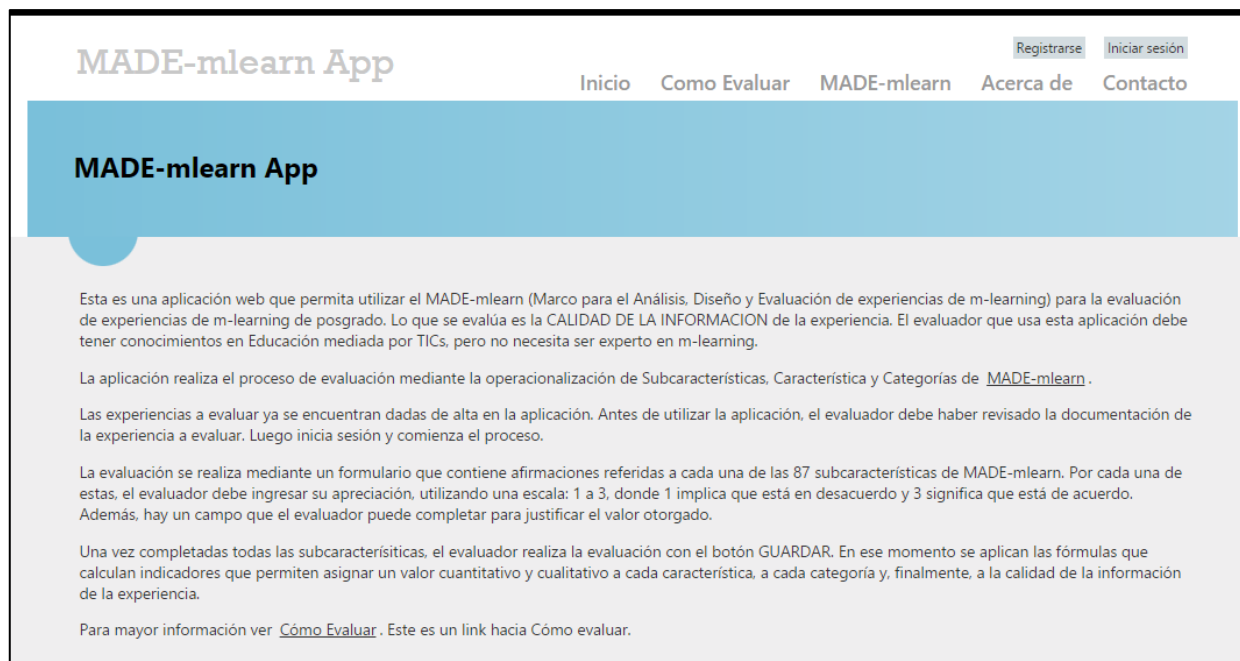 MADE-mlearn App
Registrarse Iniciar sesión
Inicio Como Evaluar MADE-mlearn Acerca de Contacto
MADE-mlearn App
Esta es una aplicación web que permita utilizar el MADE-mlearn (Marco para el Análisis, Diseño y Evaluación de experiencias de m-learning) para la evaluación
de experiencias de m-learning de posgrado. Lo que se evalúa es la CALIDAD DE LA INFORMACION de la experiencia. El evaluador que usa esta aplicación debe
tener conocimientos en Educación mediada por TICs, pero no necesita ser experto en m-learning.
La aplicación realiza el proceso de evaluación mediante la operacionalización de Subcaracterísticas, Característica y Categorías de MADE-mlearn .
Las experiencias a evaluar ya se encuentran dadas de alta en la aplicación. Antes de utilizar la aplicación, el evaluador debe haber revisado la documentación de
la experiencia a evaluar. Luego inicia sesión y comienza el proceso.
La evaluación se realiza mediante un formulario que contiene afirmaciones referidas a cada una de las 87 subcaracterísticas de MADE-mlearn. Por cada una de
estas, el evaluador debe ingresar su apreciación, utilizando una escala: 1 a 3, donde 1 implica que está en desacuerdo y 3 significa que está de acuerdo.
Además, hay un campo que el evaluador puede completar para justificar el valor otorgado.
Una vez completadas todas las subcaracterísiticas, el evaluador realiza la evaluación con el botón GUARDAR. En ese momento se aplican las fórmulas que
calculan indicadores que permiten asignar un valor cuantitativo y cualitativo a cada característica, a cada categoría y, finalmente, a la calidad de la información
de la experiencia.
Para mayor información ver Cómo Evaluar . Este es un link hacia Cómo evaluar.